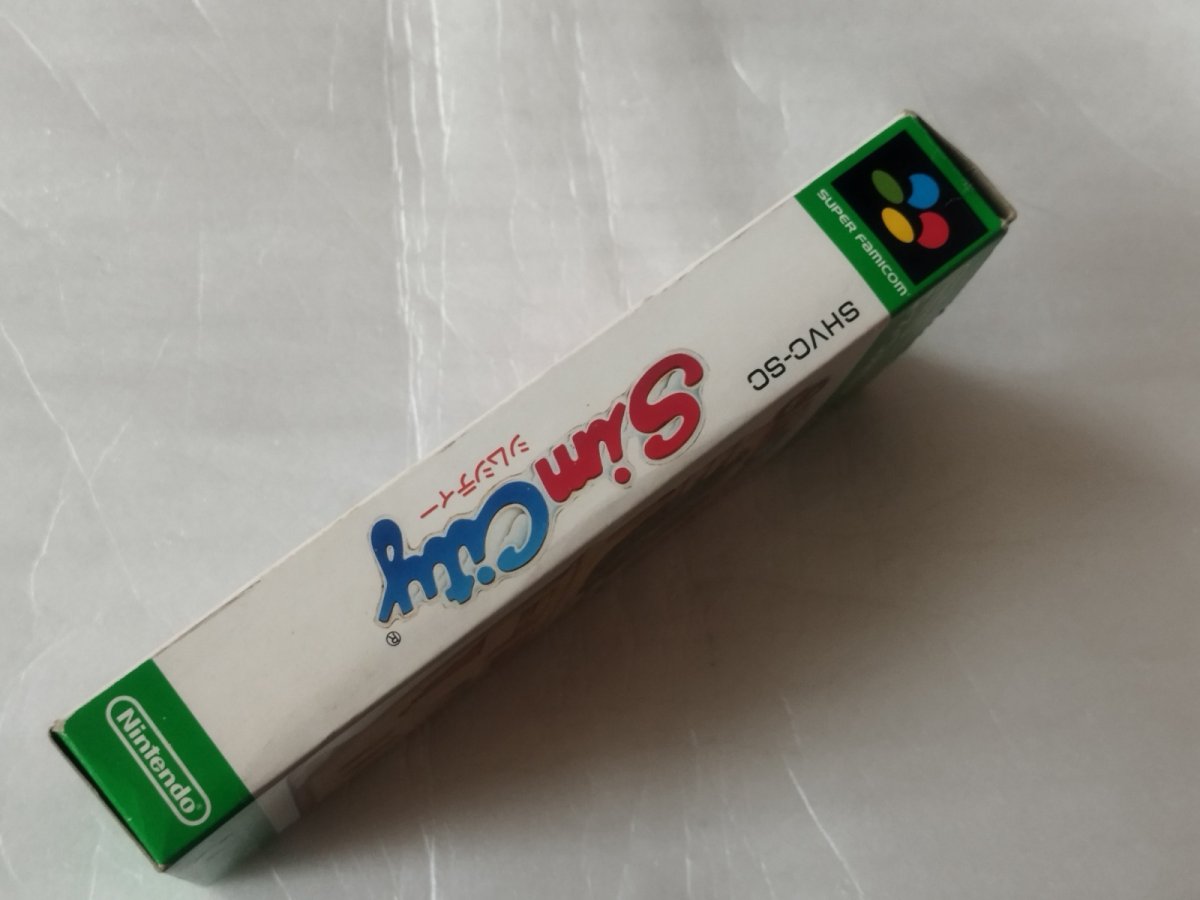 SUPER FAMICOM
SHVC-SC
SimCity®
シムシティー
Nintendo®